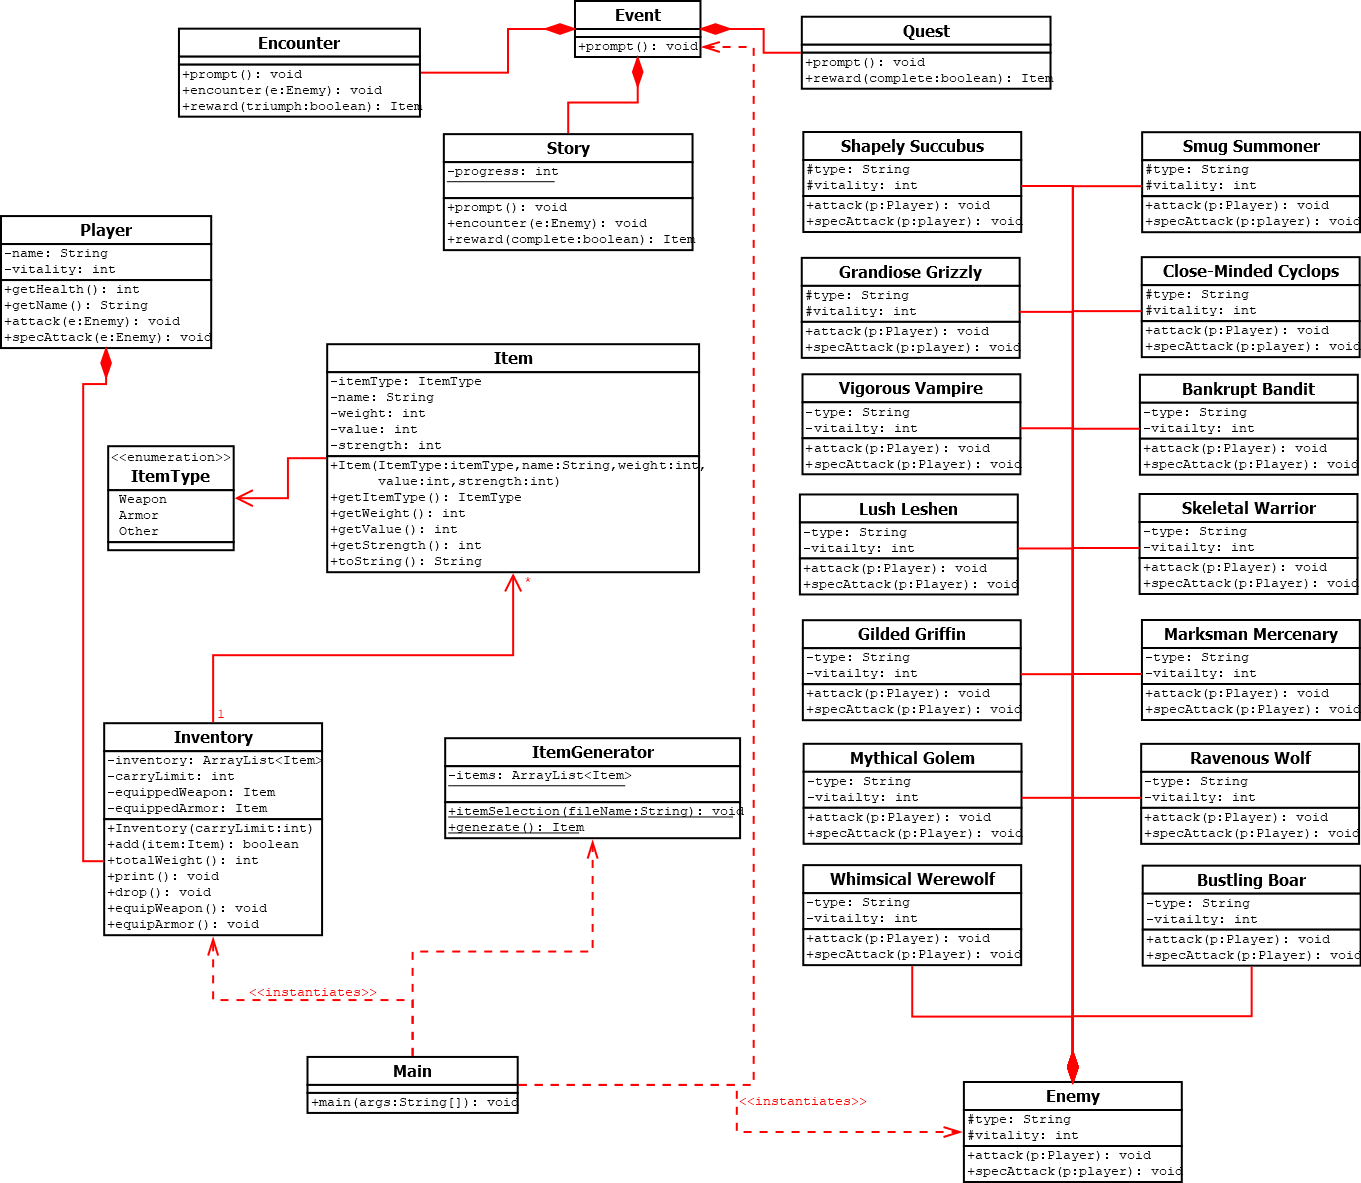 Event
+prompt(): void
Encounter
+prompt(): void
+encounter(e:Enemy): void
+reward(triumph:boolean): Item
Quest
+prompt(): void
+reward(complete:boolean): Item
Story
-progress: int
+prompt(): void
+encounter(e:Enemy): void
+reward(complete:boolean): Item
Player
-name: String
-vitality: int
+getHealth(): int
+getName(): String
+attack(e:Enemy): void
+specAttack(e:Enemy): void
Item
-itemType: ItemType
-name: String
-weight: int
-value: int
-strength: int
+Item(ItemType:itemType,name:String,weight:int,
value:int,strength:int)
+getItemType(): ItemType
+getWeight(): int
+getValue(): int
+getStrength(): int
+toString(): String
*
<<enumeration>>
ItemType
Weapon
Armor
Other
1
Inventory
-inventory: ArrayList<Item>
-carryLimit: int
-equippedWeapon: Item
-equippedArmor: Item
+Inventory(carryLimit:int)
+add(item:Item): boolean
+totalWeight(): int
+print(): void
+drop(): void
+equipWeapon(): void
+equipArmor(): void
ItemGenerator
-items: ArrayList<Item>
+itemSelection(fileName:String): void
+generate(): Item
<<instantiates>>
Main
+main(args:String[]): void
<<instantiates>>
Shapely Succubus
#type: String
#vitality: int
+attack(p:Player): void
+specAttack(p:player): void
Smug Summoner
#type: String
#vitality: int
+attack(p:Player): void
+specAttack(p:player): void
Grandiose Grizzly
#type: String
#vitality: int
+attack(p:Player): void
+specAttack(p:player): void
Close-Minded Cyclops
#type: String
#vitality: int
+attack(p:Player): void
+specAttack(p:player): void
Vigorous Vampire
-type: String
-vitailty: int
+attack(p:Player): void
+specAttack(p:Player): void
Bankrupt Bandit
-type: String
-vitailty: int
+attack(p:Player): void
+specAttack(p:Player): void
Lush Leshen
-type: String
-vitailty: int
+attack(p:Player): void
+specAttack(p:Player): void
Skeletal Warrior
-type: String
-vitailty: int
+attack(p:Player): void
+specAttack(p:Player): void
Gilded Griffin
-type: String
-vitailty: int
+attack(p:Player): void
+specAttack(p:Player): void
Marksman Mercenary
-type: String
-vitailty: int
+attack(p:Player): void
+specAttack(p:Player): void
Mythical Golem
-type: String
-vitailty: int
+attack(p:Player): void
+specAttack(p:Player): void
Ravenous Wolf
-type: String
-vitailty: int
+attack(p:Player): void
+specAttack(p:Player): void
Whimsical Werewolf
-type: String
-vitailty: int
+attack(p:Player): void
+specAttack(p:Player): void
Bustling Boar
-type: String
-vitailty: int
+attack(p:Player): void
+specAttack(p:Player): void
Enemy
#type: String
#vitality: int
+attack(p:Player): void
+specAttack(p:player): void